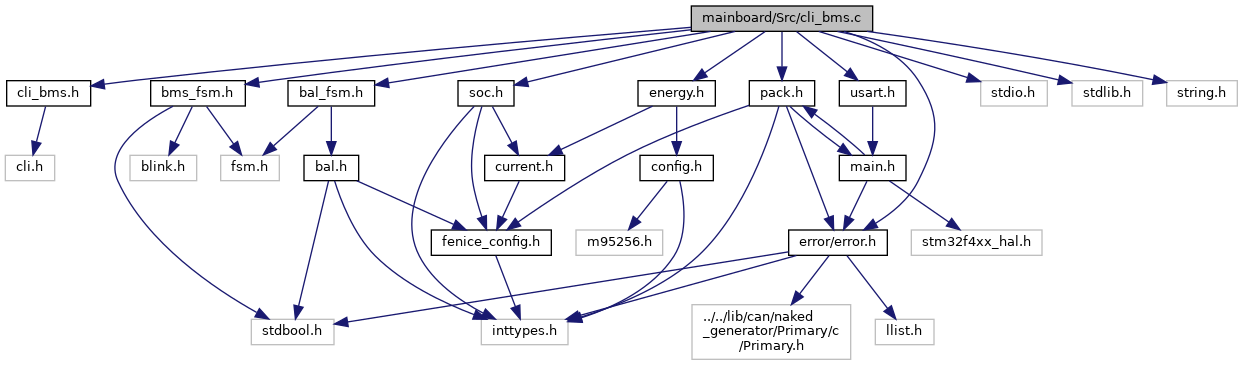 mainboard/Src/cli_bms.c
cli_bms.h
bms_fsm.h
bal_fsm.h
soc.h
energy.h
pack.h
usart.h
stdio.h
stdlib.h
string.h
cli.h
blink.h
fsm.h
bal.h
current.h
config.h
main.h
fenice_config.h
m95256.h
error/error.h
stm32f4xx_hal.h
stdbool.h
inttypes.h
../../lib/can/naked
_generator/Primary/c
/Primary.h
llist.h